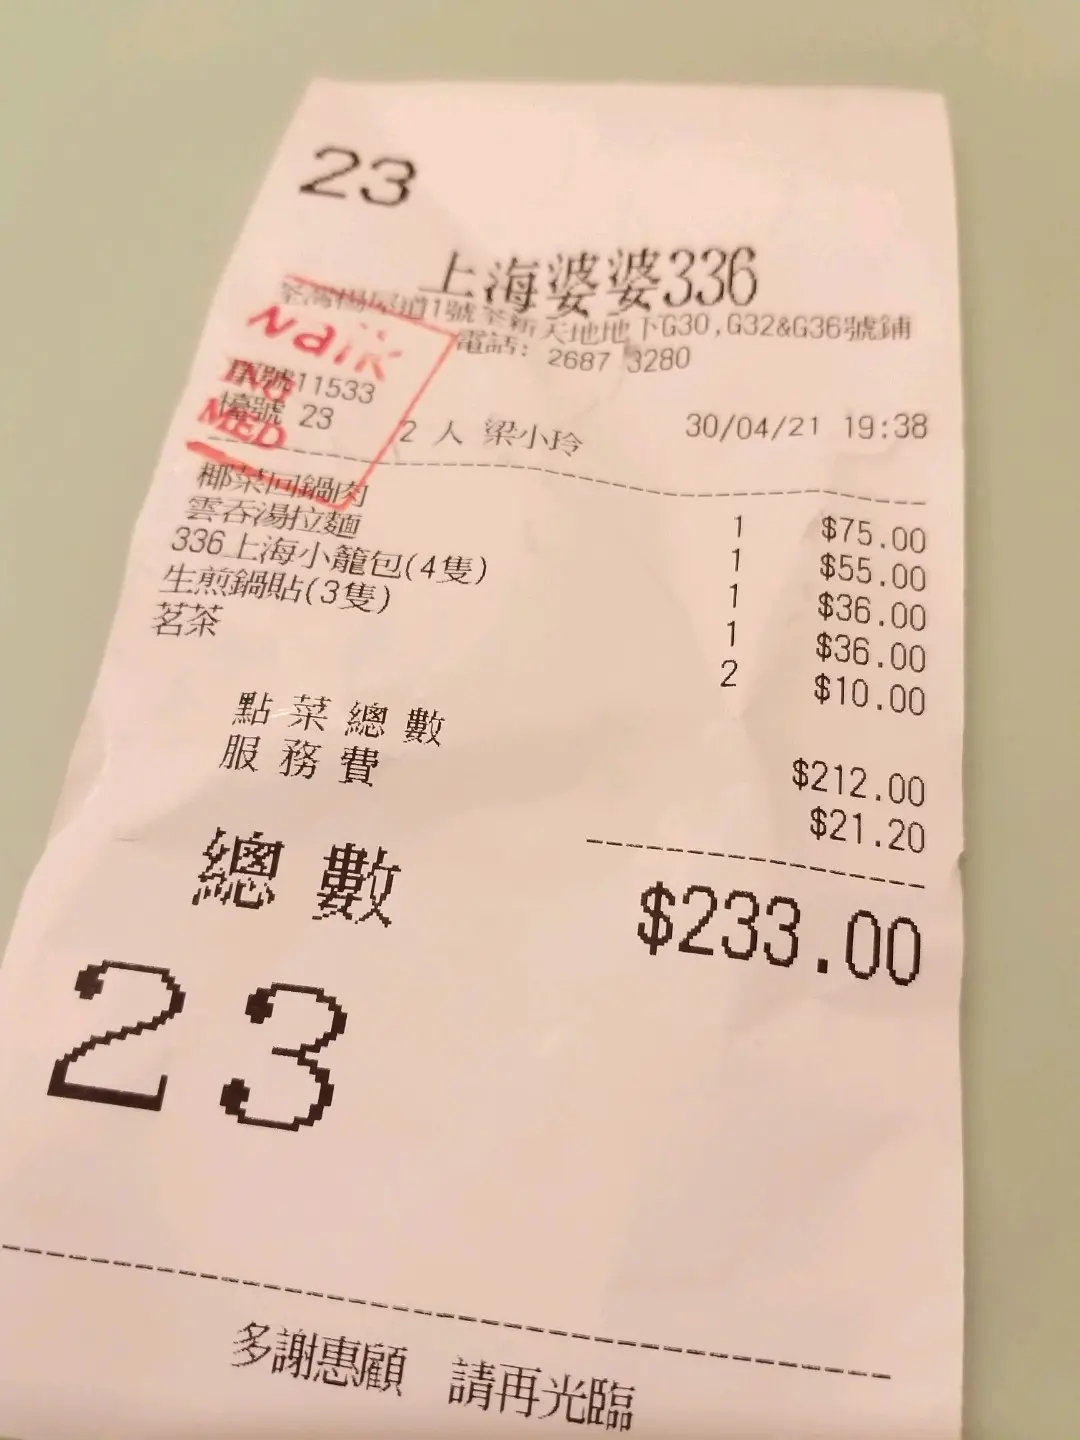 23
上海婆婆336
荃灣楊屋道1號荃新天地地下G30,G32&G36號鋪
電話: 2687 3280
Naik
ING
MED
單號11533
檯號 23 2 人 梁小玲 30/04/21 19:38
椰菜回鍋肉 1 $75.00
雲吞湯拉麵 1 $55.00
336上海小籠包(4隻) 1 $36.00
生煎鍋貼(3隻) 1 $36.00
茗茶 2 $10.00
點菜總數 $212.00
服務費 $21.20
總數 $233.00
23
多謝惠顧 請再光臨